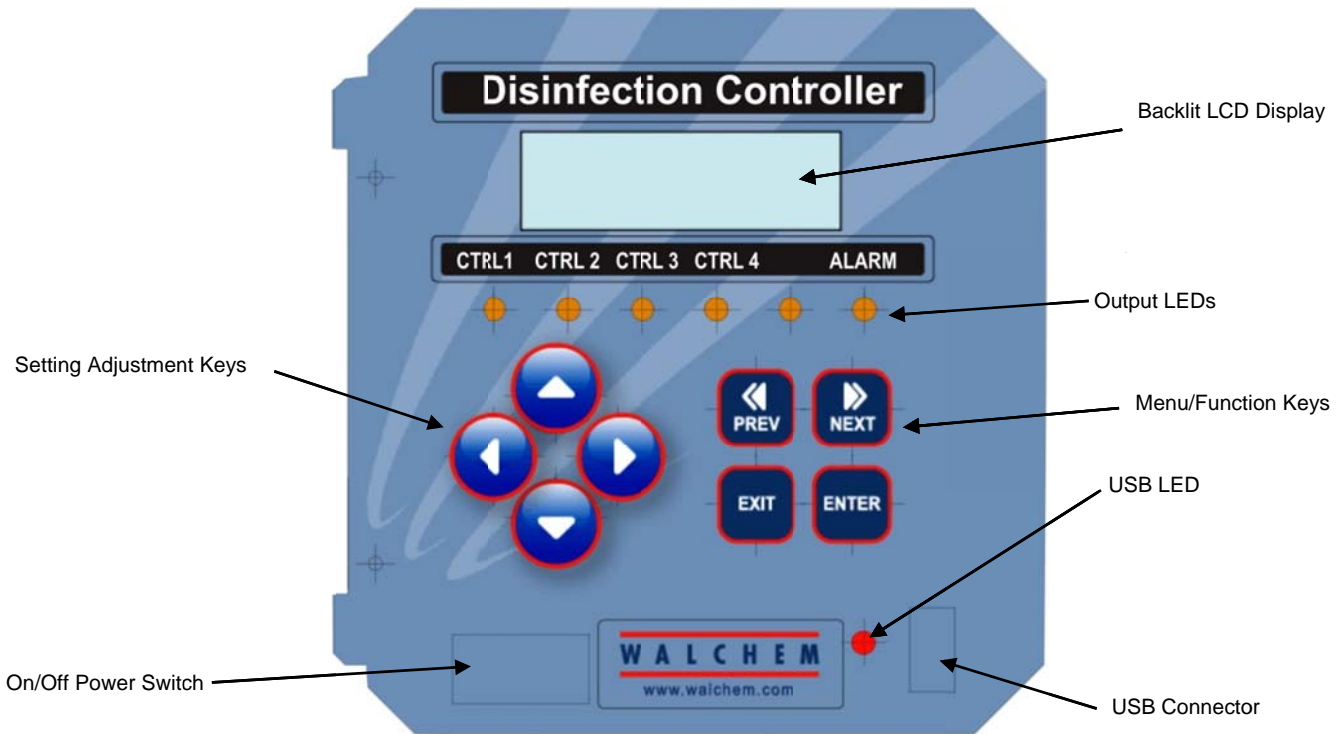 Disinfection Controller
Backlit LCD Display
CTRL1 CTRL 2 CTRL 3 CTRL 4 ALARM
Output LEDs
Setting Adjustment Keys
PREV NEXT
Menu/Function Keys
USB LED
EXIT ENTER
On/Off Power Switch
WALCHEM
www.walchem.com
USB Connector